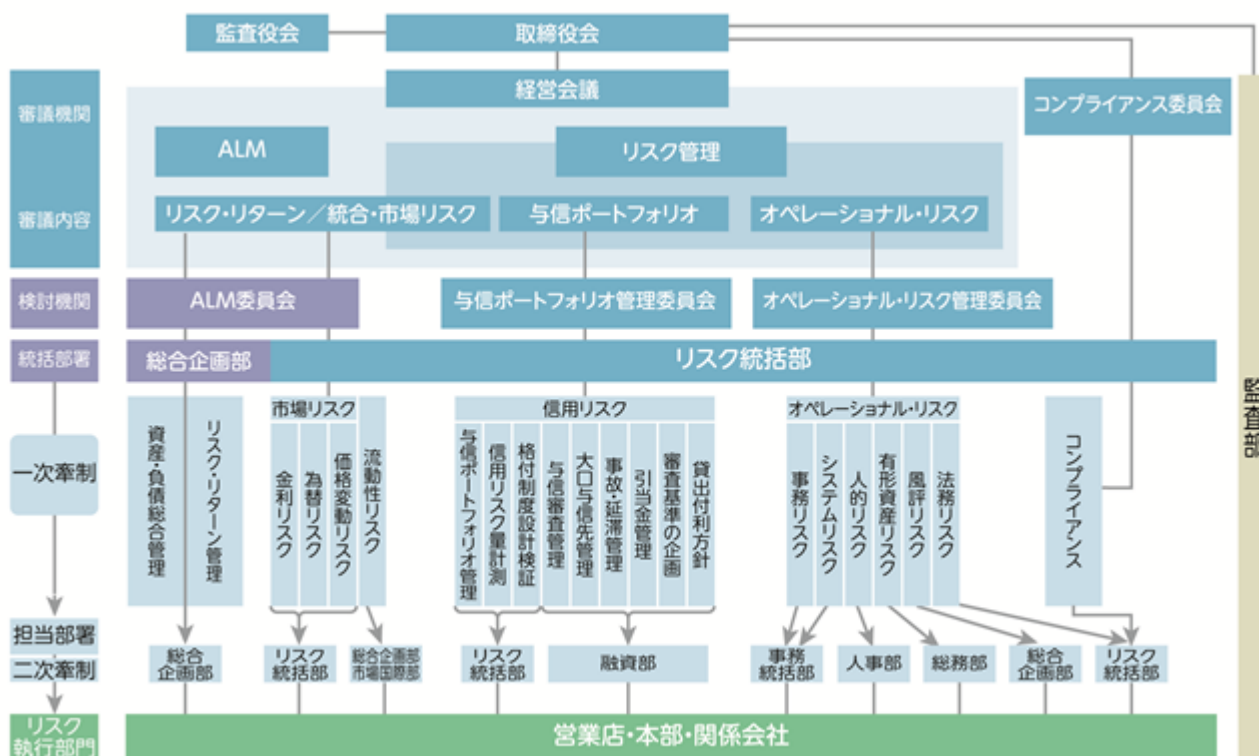 監査役会
取締役会
経営会議
コンプライアンス委員会
審議機関
ALM
リスク管理
審議内容
リスク・リターン／統合・市場リスク
与信ポートフォリオ
オペレーショナル・リスク
検討機関
ALM委員会
与信ポートフォリオ管理委員会
オペレーショナル・リスク管理委員会
統括部署
総合企画部
リスク統括部
監査部
一次牽制
資産・負債総合管理
リスク・リターン管理
市場リスク
金利リスク
為替リスク
価格変動リスク
流動性リスク
信用リスク
与信ポートフォリオ管理
信用リスク量計測
格付制度設計検証
与信審査管理
大口与信先管理
事故・延滞管理
引当金管理
審査基準の企画
貸出付利方針
オペレーショナル・リスク
事務リスク
システムリスク
人的リスク
有形資産リスク
風評リスク
法務リスク
コンプライアンス
担当部署
二次牽制
総合
企画部
リスク
統括部
総合企画部
市場国際部
リスク
統括部
融資部
事務
統括部
人事部
総務部
総合
企画部
リスク
統括部
リスク
執行部門
営業店・本部・関係会社